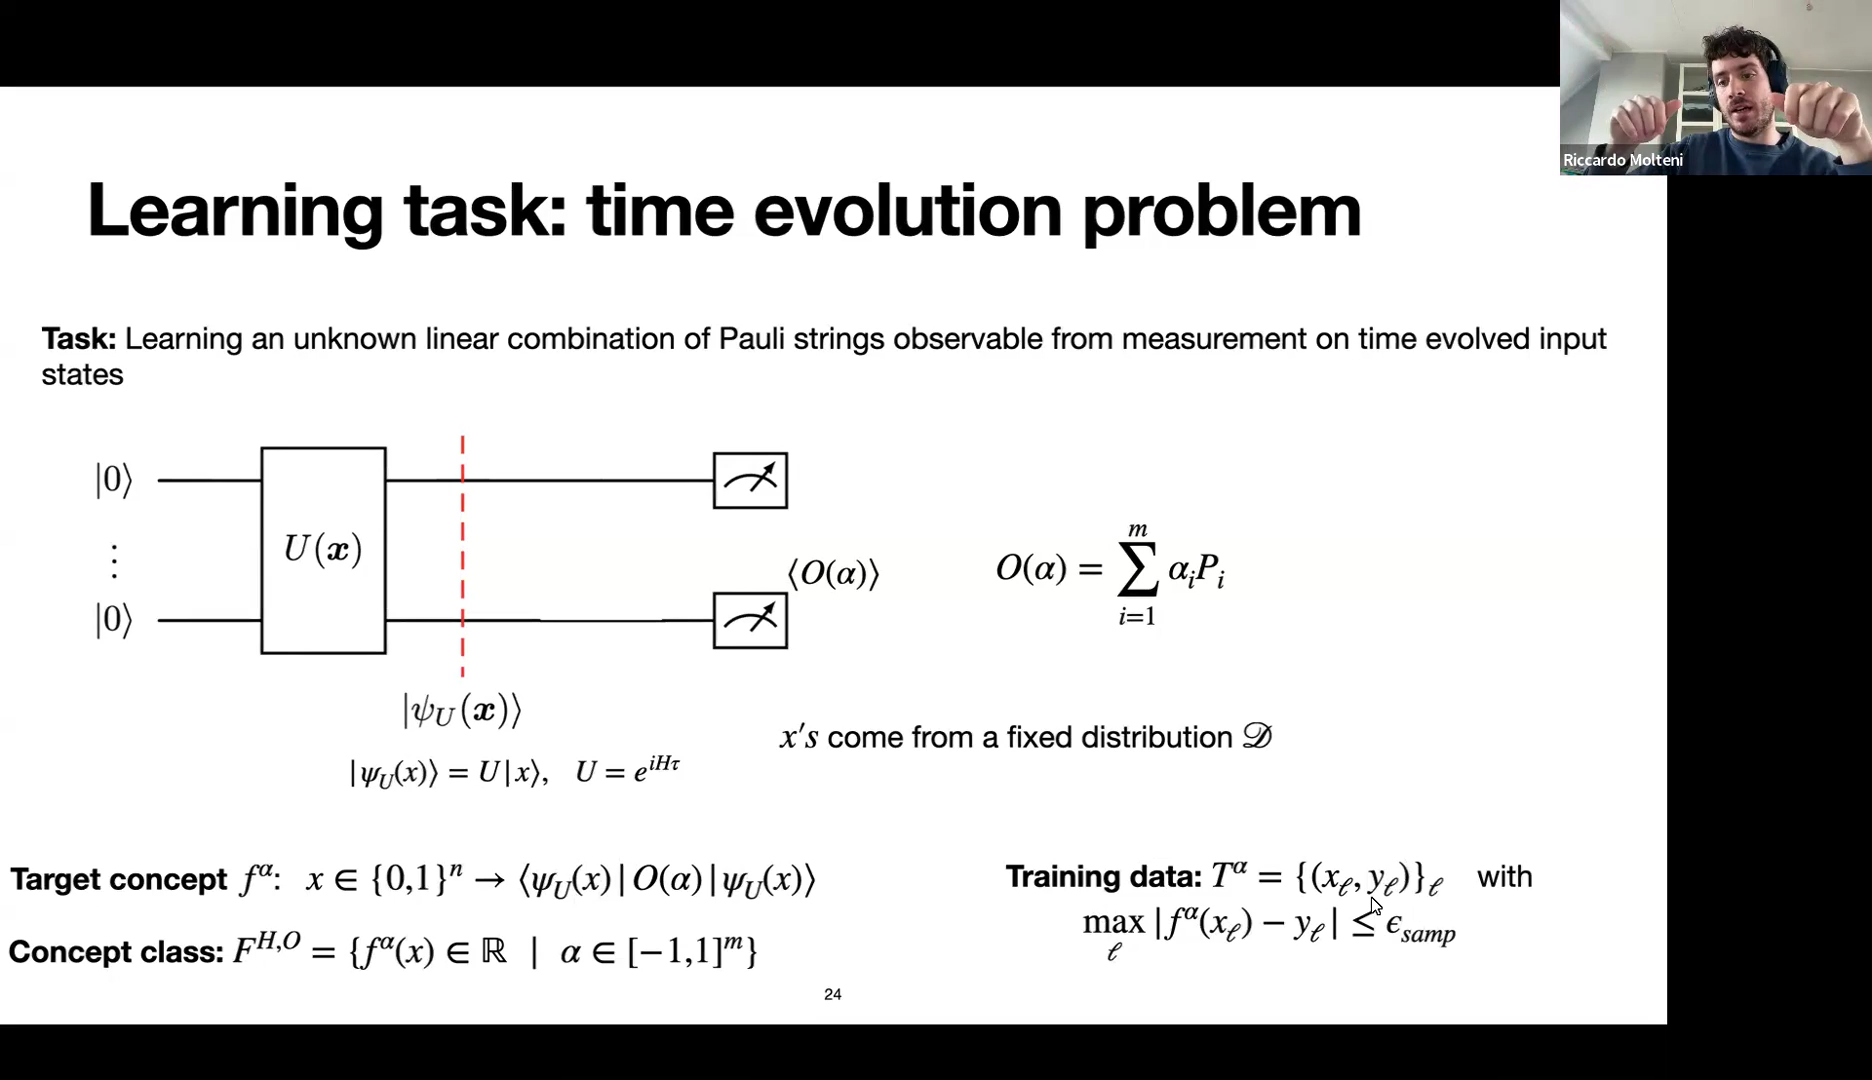 Riccardo Molteni
Learning task: time evolution problem
Task: Learning an unknown linear combination of Pauli strings observable from measurement on time evolved input
states
|0⟩
⋮
|0⟩
U(x)
⟨O(α)⟩
O(α) = ∑_{i=1}^{m} α_i P_i
|ψ_U(x)⟩
|ψ_U(x)⟩ = U|x⟩, U = e^{iHτ}
x's come from a fixed distribution 𝒟
Target concept f^α: x ∈ {0,1}^n → ⟨ψ_U(x)|O(α)|ψ_U(x)⟩
Concept class: F^{H,O} = {f^α(x) ∈ ℝ | α ∈ [−1,1]^m}
Training data: T^α = {(x_ℓ, y_ℓ)}_ℓ with
max_ℓ |f^α(x_ℓ) − y_ℓ| ≤ ϵ_samp
24